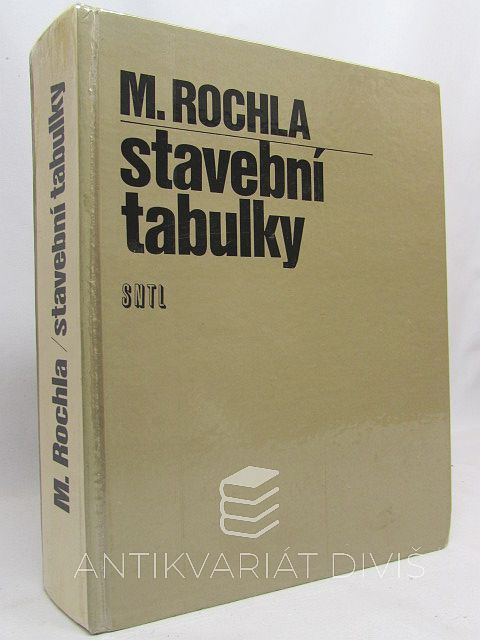 M. ROCHLA
stavební
tabulky
SNTL
M. Rochla / stavební tabulky
ANTIKVARIÁT DIVIŠ